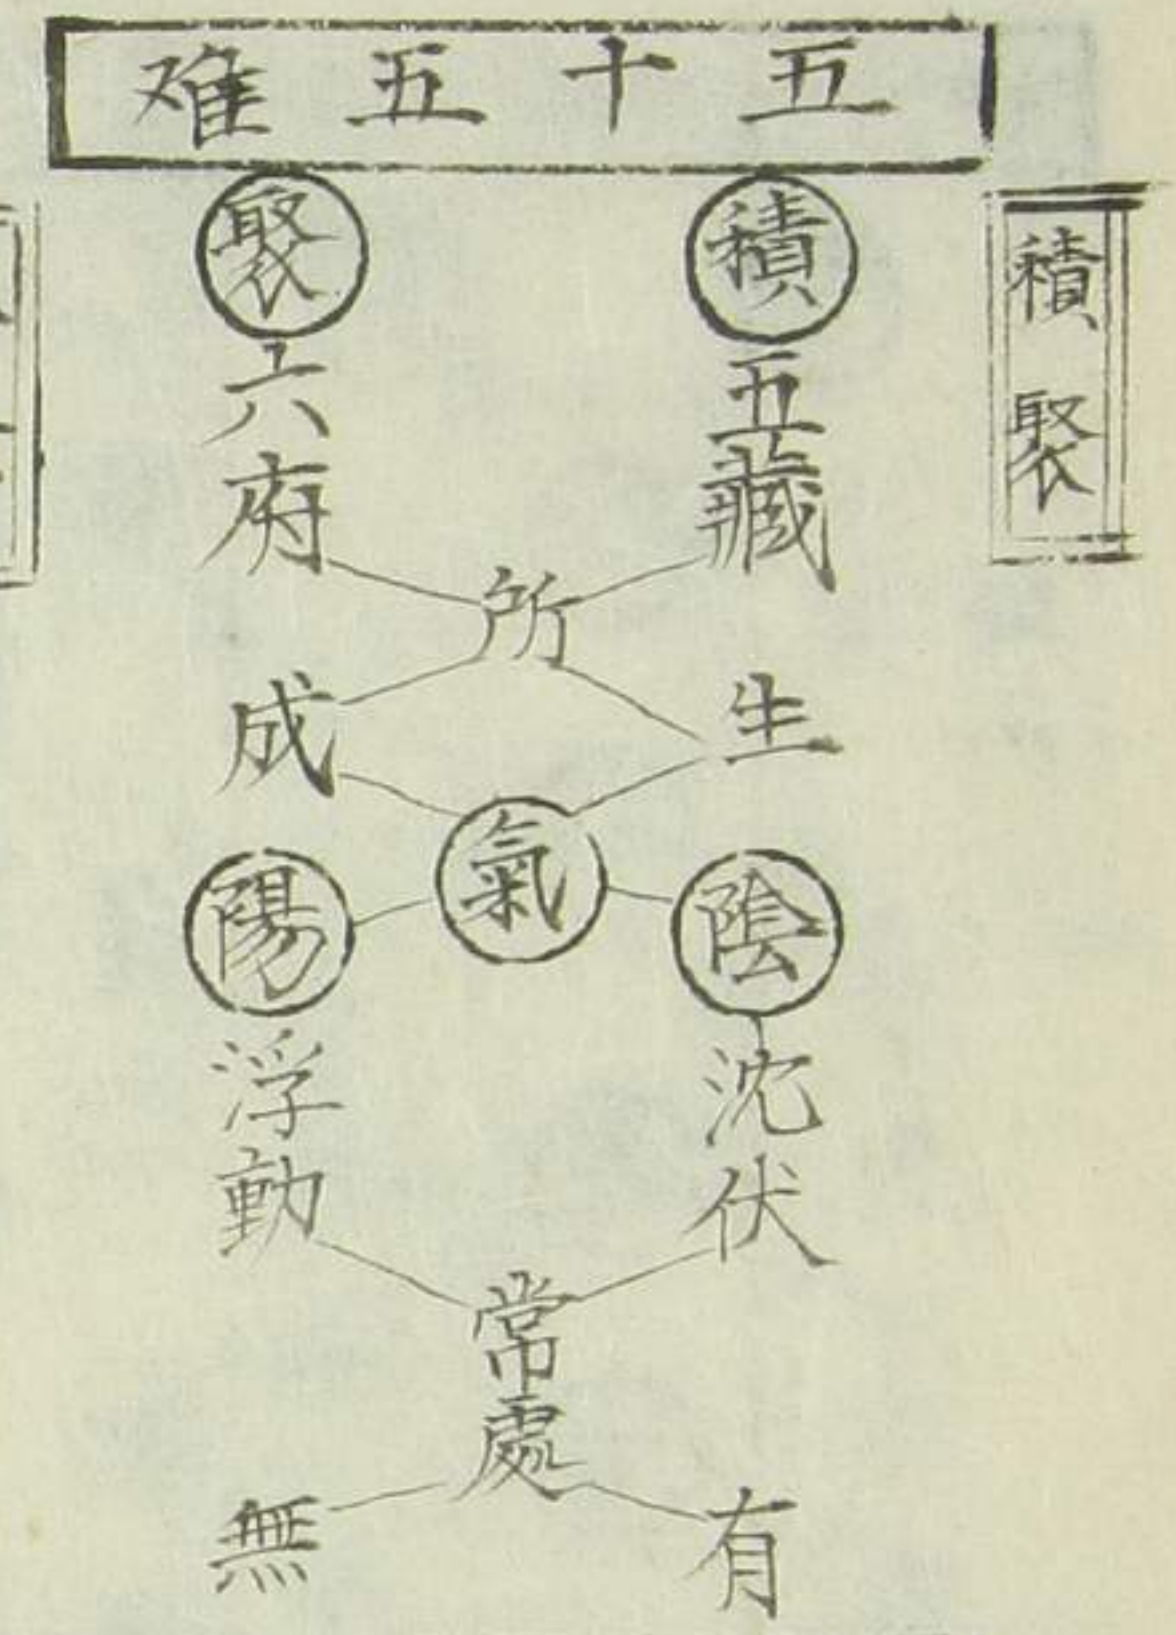 積聚
五十五难
積 聚
五藏 六府
所
生 成
氣
陰 陽
沈伏 浮動
常處
有 無